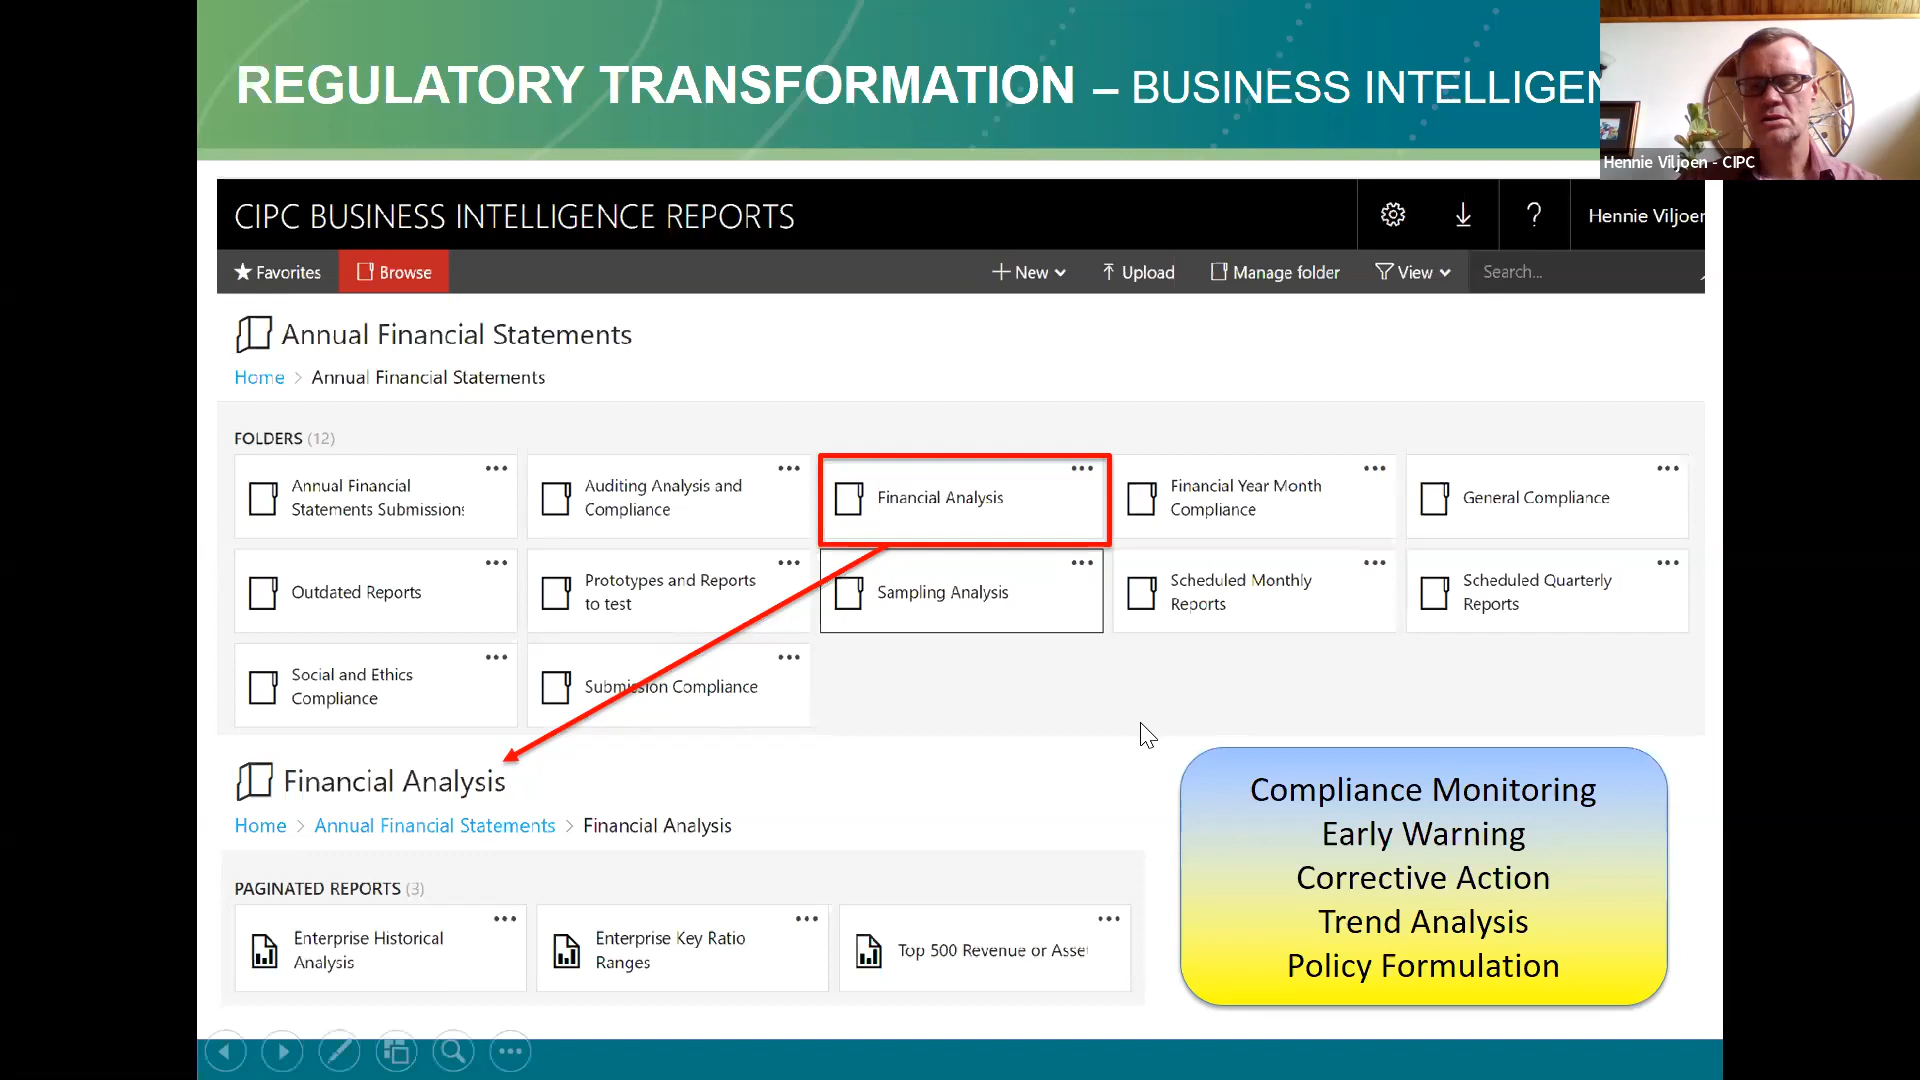 REGULATORY TRANSFORMATION – BUSINESS INTELLIGEN
Hennie Viljoen - CIPC
CIPC BUSINESS INTELLIGENCE REPORTS
?
Hennie Viljoen
Favorites
Browse
New
Upload
Manage folder
View
Search...
Annual Financial Statements
Home > Annual Financial Statements
FOLDERS (12)
Annual Financial
Statements Submissions
Auditing Analysis and
Compliance
Financial Analysis
Financial Year Month
Compliance
General Compliance
Outdated Reports
Prototypes and Reports
to test
Sampling Analysis
Scheduled Monthly
Reports
Scheduled Quarterly
Reports
Social and Ethics
Compliance
Submission Compliance
Financial Analysis
Home > Annual Financial Statements > Financial Analysis
PAGINATED REPORTS (3)
Enterprise Historical
Analysis
Enterprise Key Ratio
Ranges
Top 500 Revenue or Asset
Compliance Monitoring
Early Warning
Corrective Action
Trend Analysis
Policy Formulation